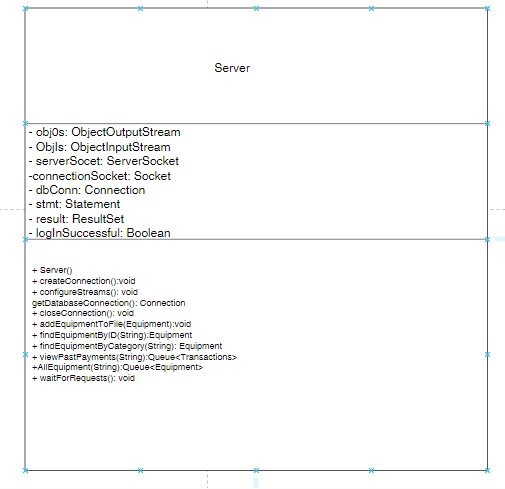 Server
- obj0s: ObjectOutputStream
- ObjIs: ObjectInputStream
- serverSocet: ServerSocket
-connectionSocket: Socket
- dbConn: Connection
- stmt: Statement
- result: ResultSet
- logInSuccessful: Boolean
+ Server()
+ createConnection():void
+ configureStreams(): void
getDatabaseConnection(): Connection
+ closeConnection(): void
+ addEquipmentToFile(Equipment):void
+ findEquipmentByID(String):Equipment
+ findEquipmentByCategory(String): Equipment
+ viewPastPayments(String):Queue<Transactions>
+AllEquipment(String):Queue<Equipment>
+ waitForRequests(): void